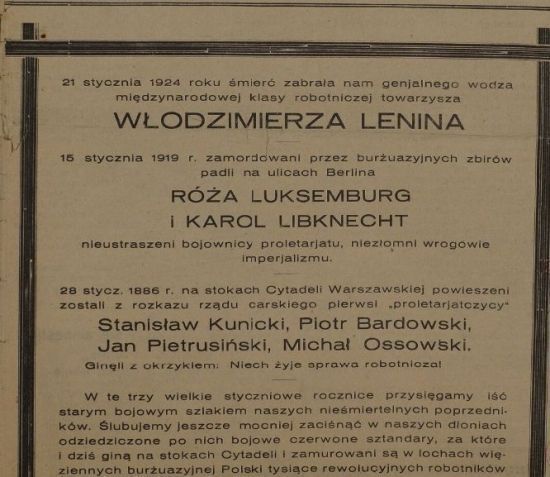 21 stycznia 1924 roku śmierć zabrała nam genjalnego wodza
międzynarodowej klasy robotniczej towarzysza
WŁODZIMIERZA LENINA
15 stycznia 1919 r. zamordowani przez burżuazyjnych zbirów
padli na ulicach Berlina
RÓŻA LUKSEMBURG
i KAROL LIBKNECHT
nieustraszeni bojownicy proletarjatu, niezłomni wrogowie
imperjalizmu.
28 stycz. 1886 r. na stokach Cytadeli Warszawskiej powieszeni
zostali z rozkazu rządu carskiego pierwsi „proletarjatczycy"
Stanisław Kunicki, Piotr Bardowski,
Jan Pietrusiński, Michał Ossowski.
Ginęli z okrzykiem: Niech żyje sprawa robotnicza!
W te trzy wielkie styczniowe rocznice przysięgamy iść
starym bojowym szlakiem naszych nieśmiertelnych poprzedni-
ków. Ślubujemy jeszcze mocniej zaciśnąć w naszych dłoniach
odziedziczone po nich bojowe czerwone sztandary, za które
i dziś giną na stokach Cytadeli i zamurowani są w lochach wię-
ziennych burżuazyjnej Polski tysiące rewolucyjnych robotników